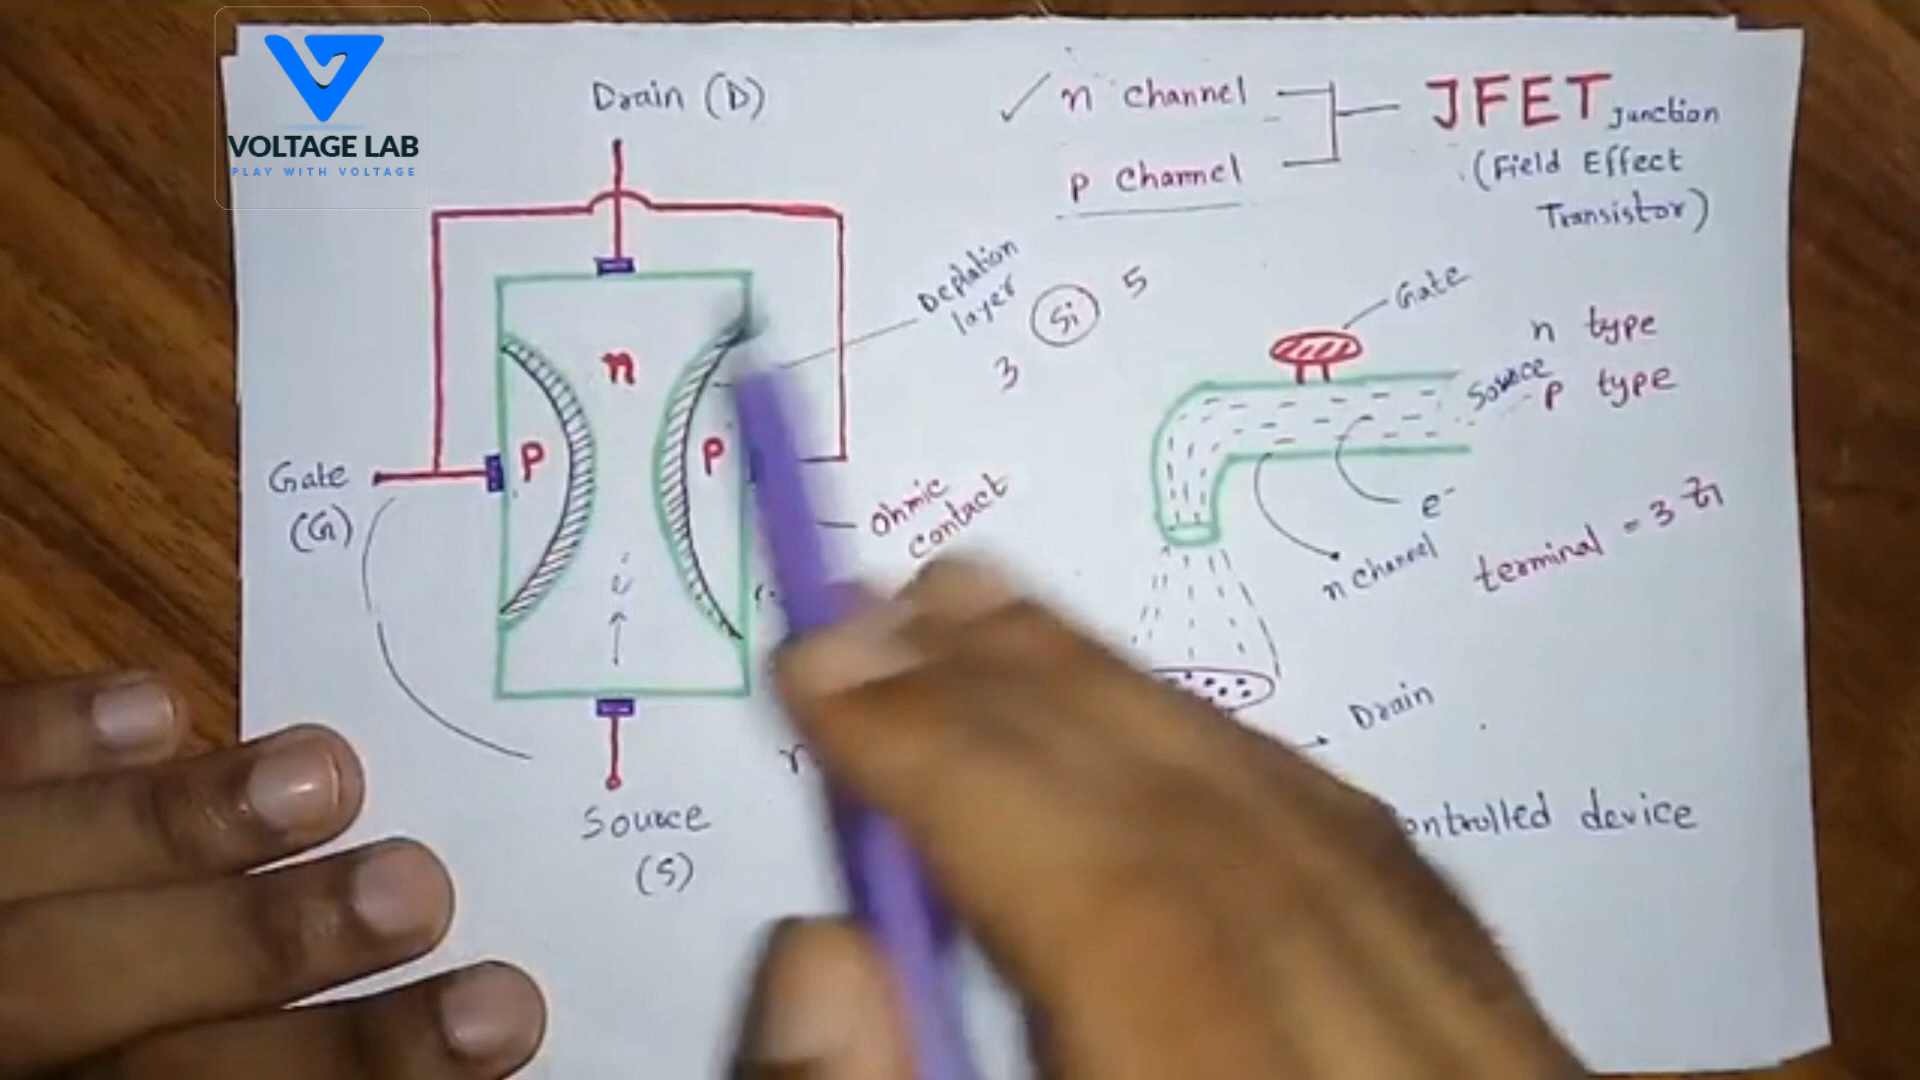 VOLTAGE LAB
PLAY WITH VOLTAGE
Drain (D)
n channel
p channel
JFET Junction
(Field Effect
Transistor)
Deplation
layer
3 Si 5
n
p
p
Gate
(G)
e-
Ohmic
contact
Source
(S)
Gate
n type
Source
p type
e-
n channel
terminal = 3 টা
Drain
ontrolled device